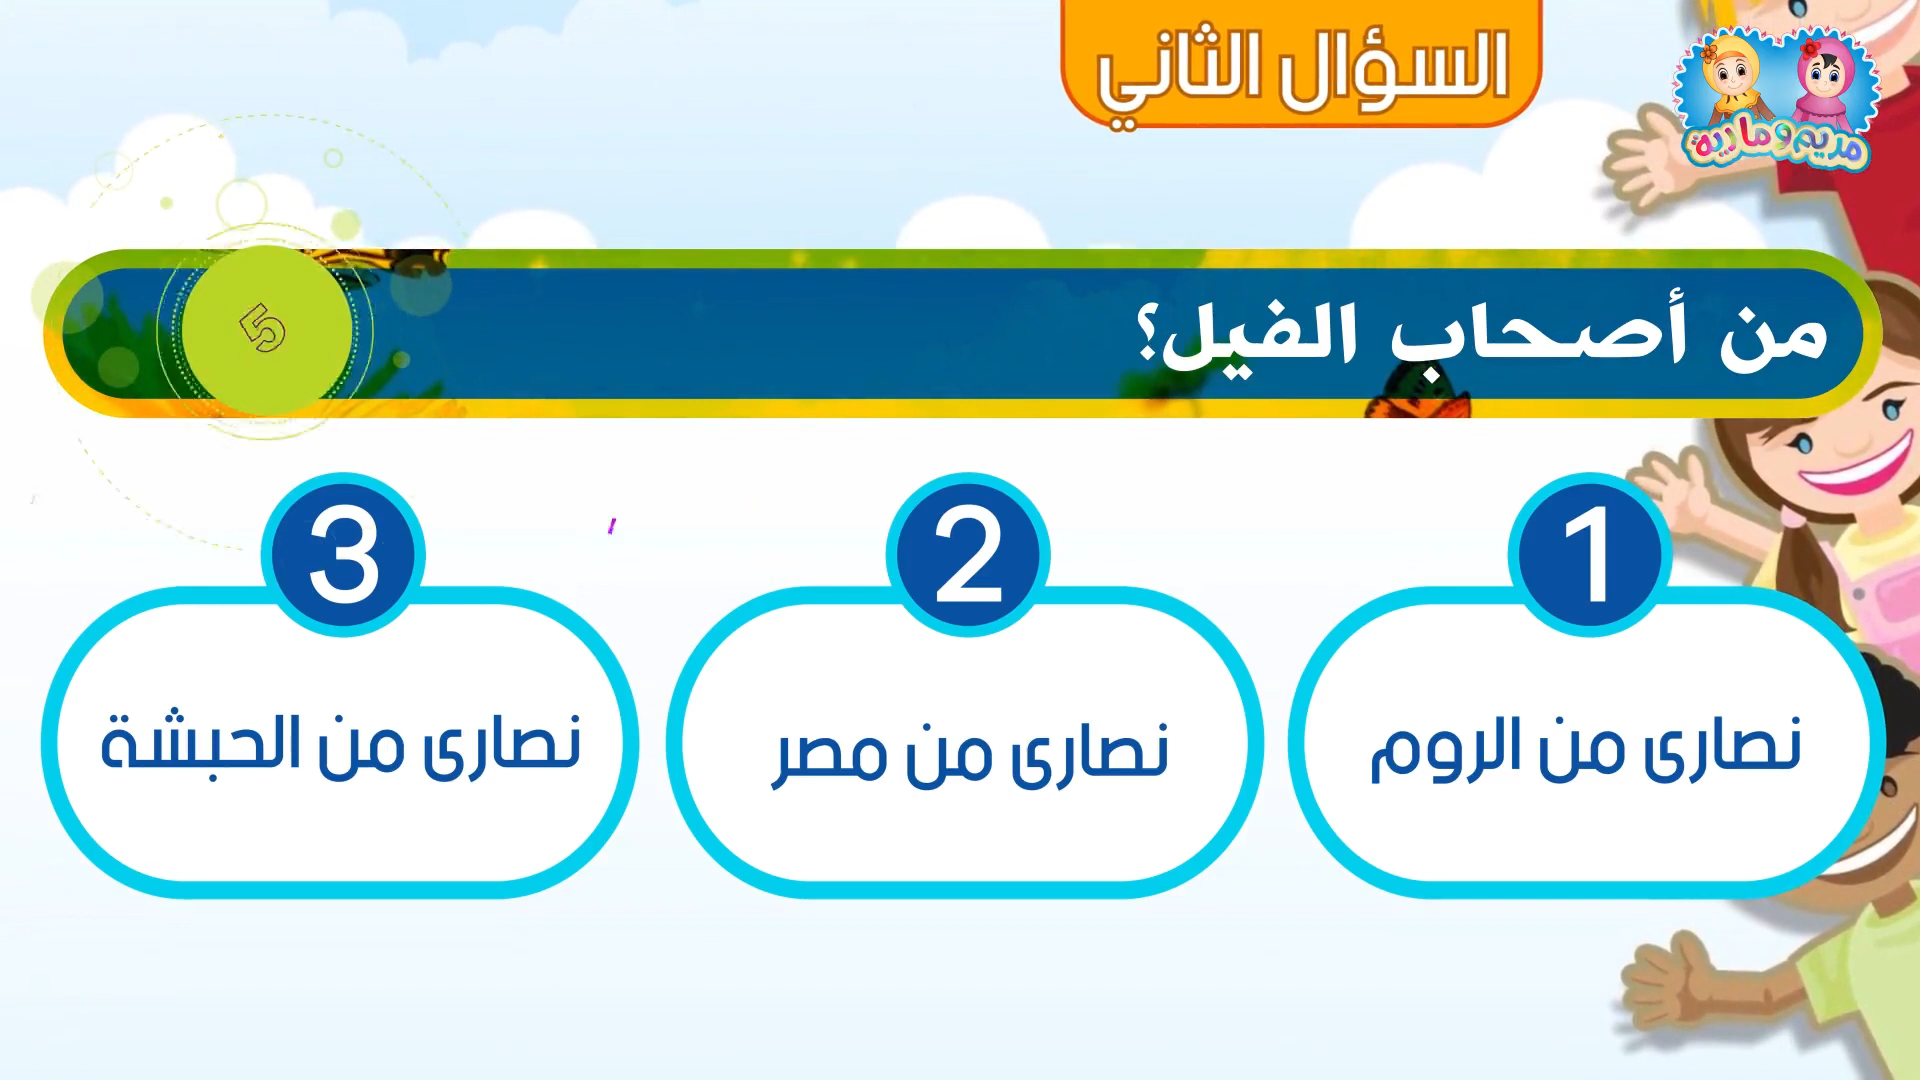 السؤال الثاني
مريم و مارية
من أصحاب الفيل؟
5
1
نصارى من الروم
2
نصارى من مصر
3
نصارى من الحبشة